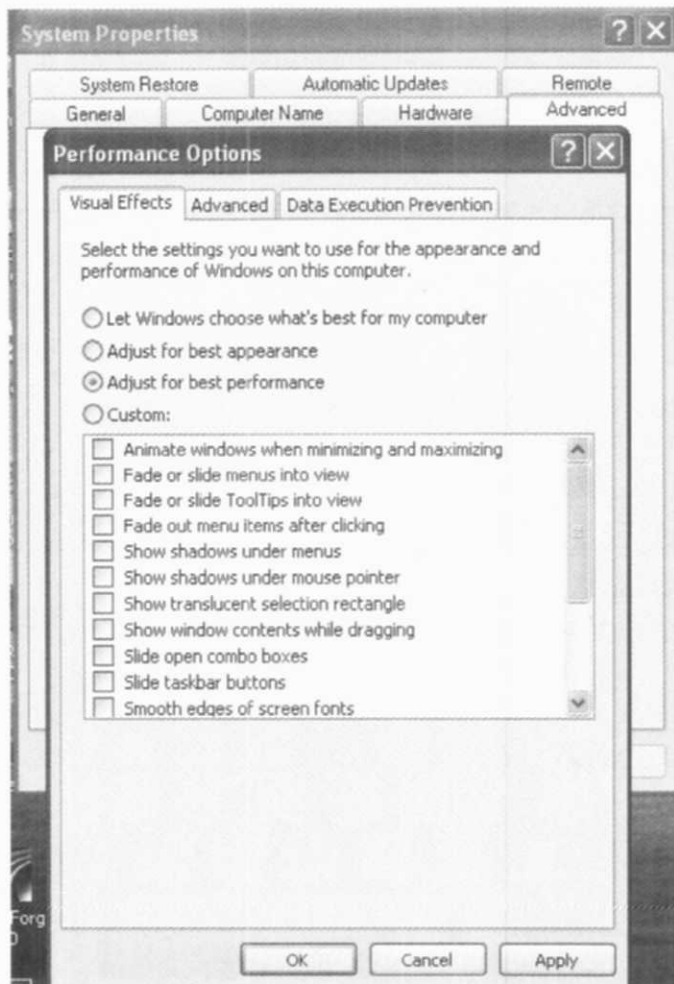 System Properties
System Restore Automatic Updates Remote
General Computer Name Hardware Advanced
Performance Options
Visual Effects Advanced Data Execution Prevention
Select the settings you want to use for the appearance and
performance of Windows on this computer.
Let Windows choose what's best for my computer
Adjust for best appearance
Adjust for best performance
Custom:
Animate windows when minimizing and maximizing
Fade or slide menus into view
Fade or slide ToolTips into view
Fade out menu items after clicking
Show shadows under menus
Show shadows under mouse pointer
Show translucent selection rectangle
Show window contents while dragging
Slide open combo boxes
Slide taskbar buttons
Smooth edges of screen fonts
Forg
OK Cancel Apply